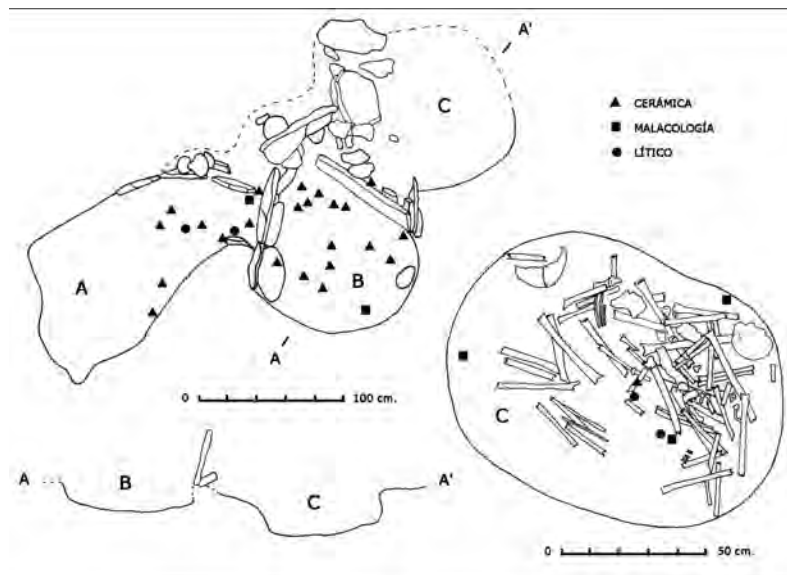 A'
C
CERÁMICA
MALACOLOGÍA
LÍTICO
A
B
A
0 100 cm.
C
A B C A'
0 50 cm.